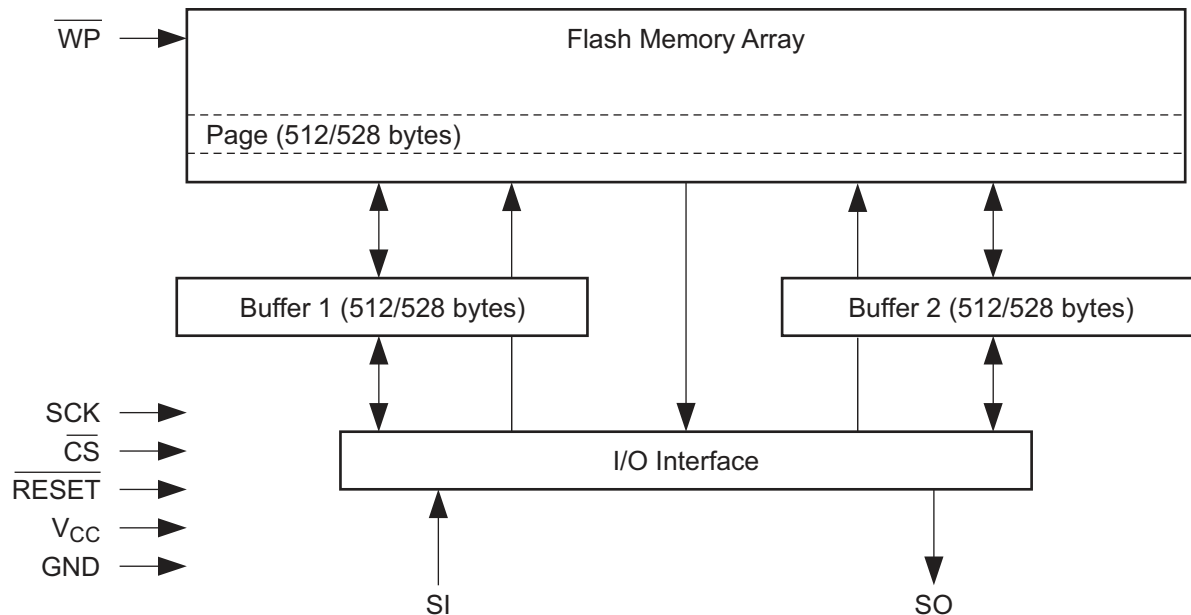 WP
Flash Memory Array
Page (512/528 bytes)
Buffer 1 (512/528 bytes)
Buffer 2 (512/528 bytes)
SCK
CS
RESET
VCC
GND
I/O Interface
SI
SO